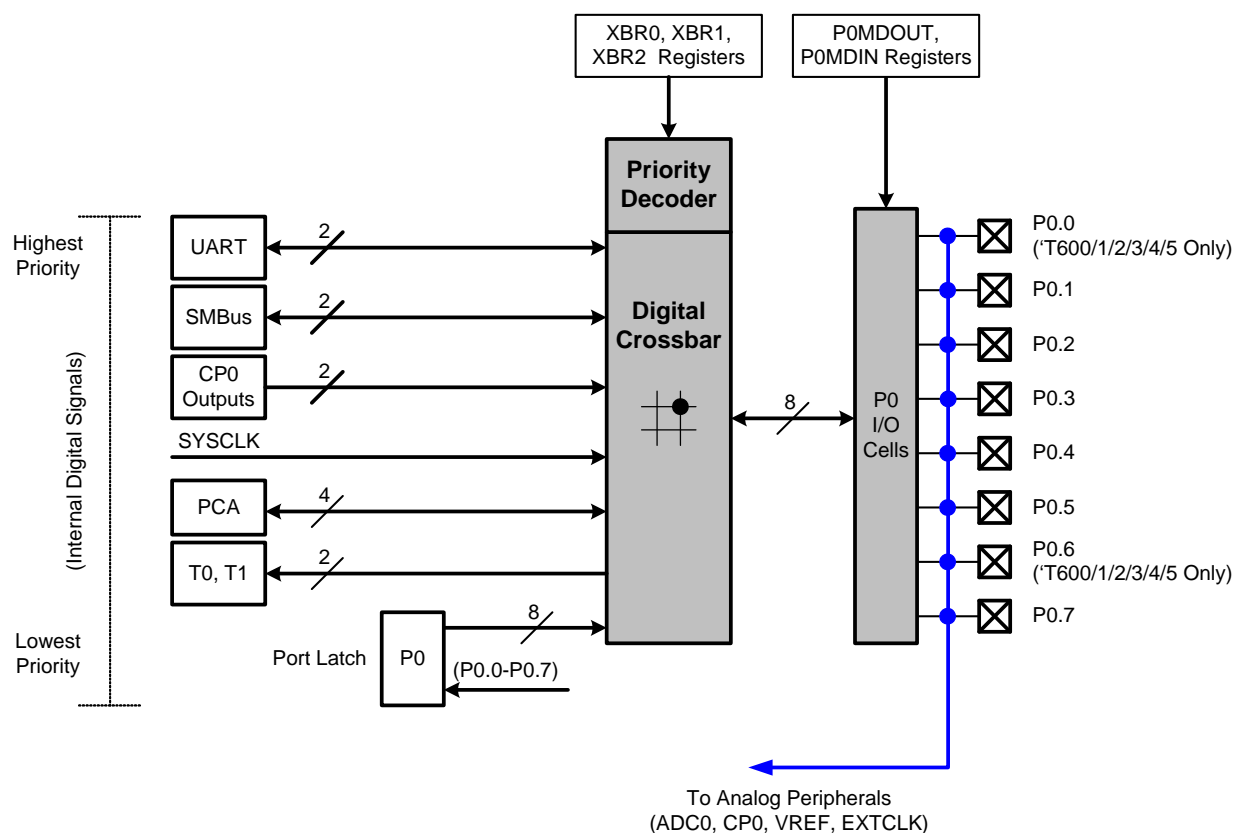 XBR0, XBR1,
XBR2 Registers
P0MDOUT,
P0MDIN Registers
Priority
Decoder
Highest
Priority
(Internal Digital Signals)
Lowest
Priority
UART
2
SMBus
2
CP0
Outputs
2
SYSCLK
PCA
4
T0, T1
2
Port Latch
P0
8
(P0.0-P0.7)
Digital
Crossbar
8
P0
I/O
Cells
P0.0
(‘T600/1/2/3/4/5 Only)
P0.1
P0.2
P0.3
P0.4
P0.5
P0.6
(‘T600/1/2/3/4/5 Only)
P0.7
To Analog Peripherals
(ADC0, CP0, VREF, EXTCLK)